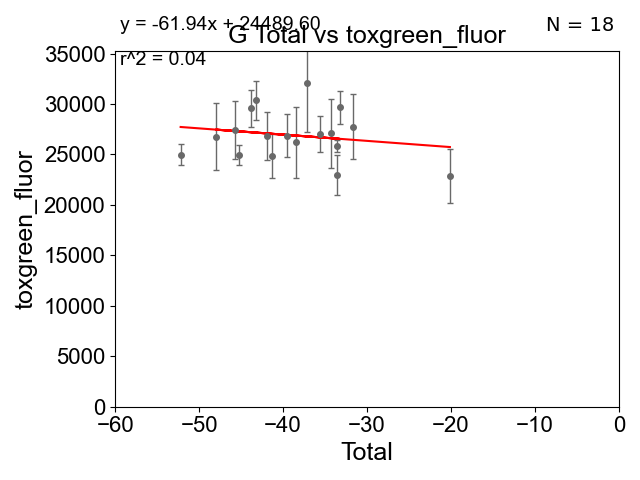 y = -61.94x + 24489.60
G Total vs toxgreen_fluor
N = 18
r^2 = 0.04
35000
30000
25000
20000
15000
10000
5000
0
toxgreen_fluor
−60
−50
−40
−30
−20
−10
0
Total